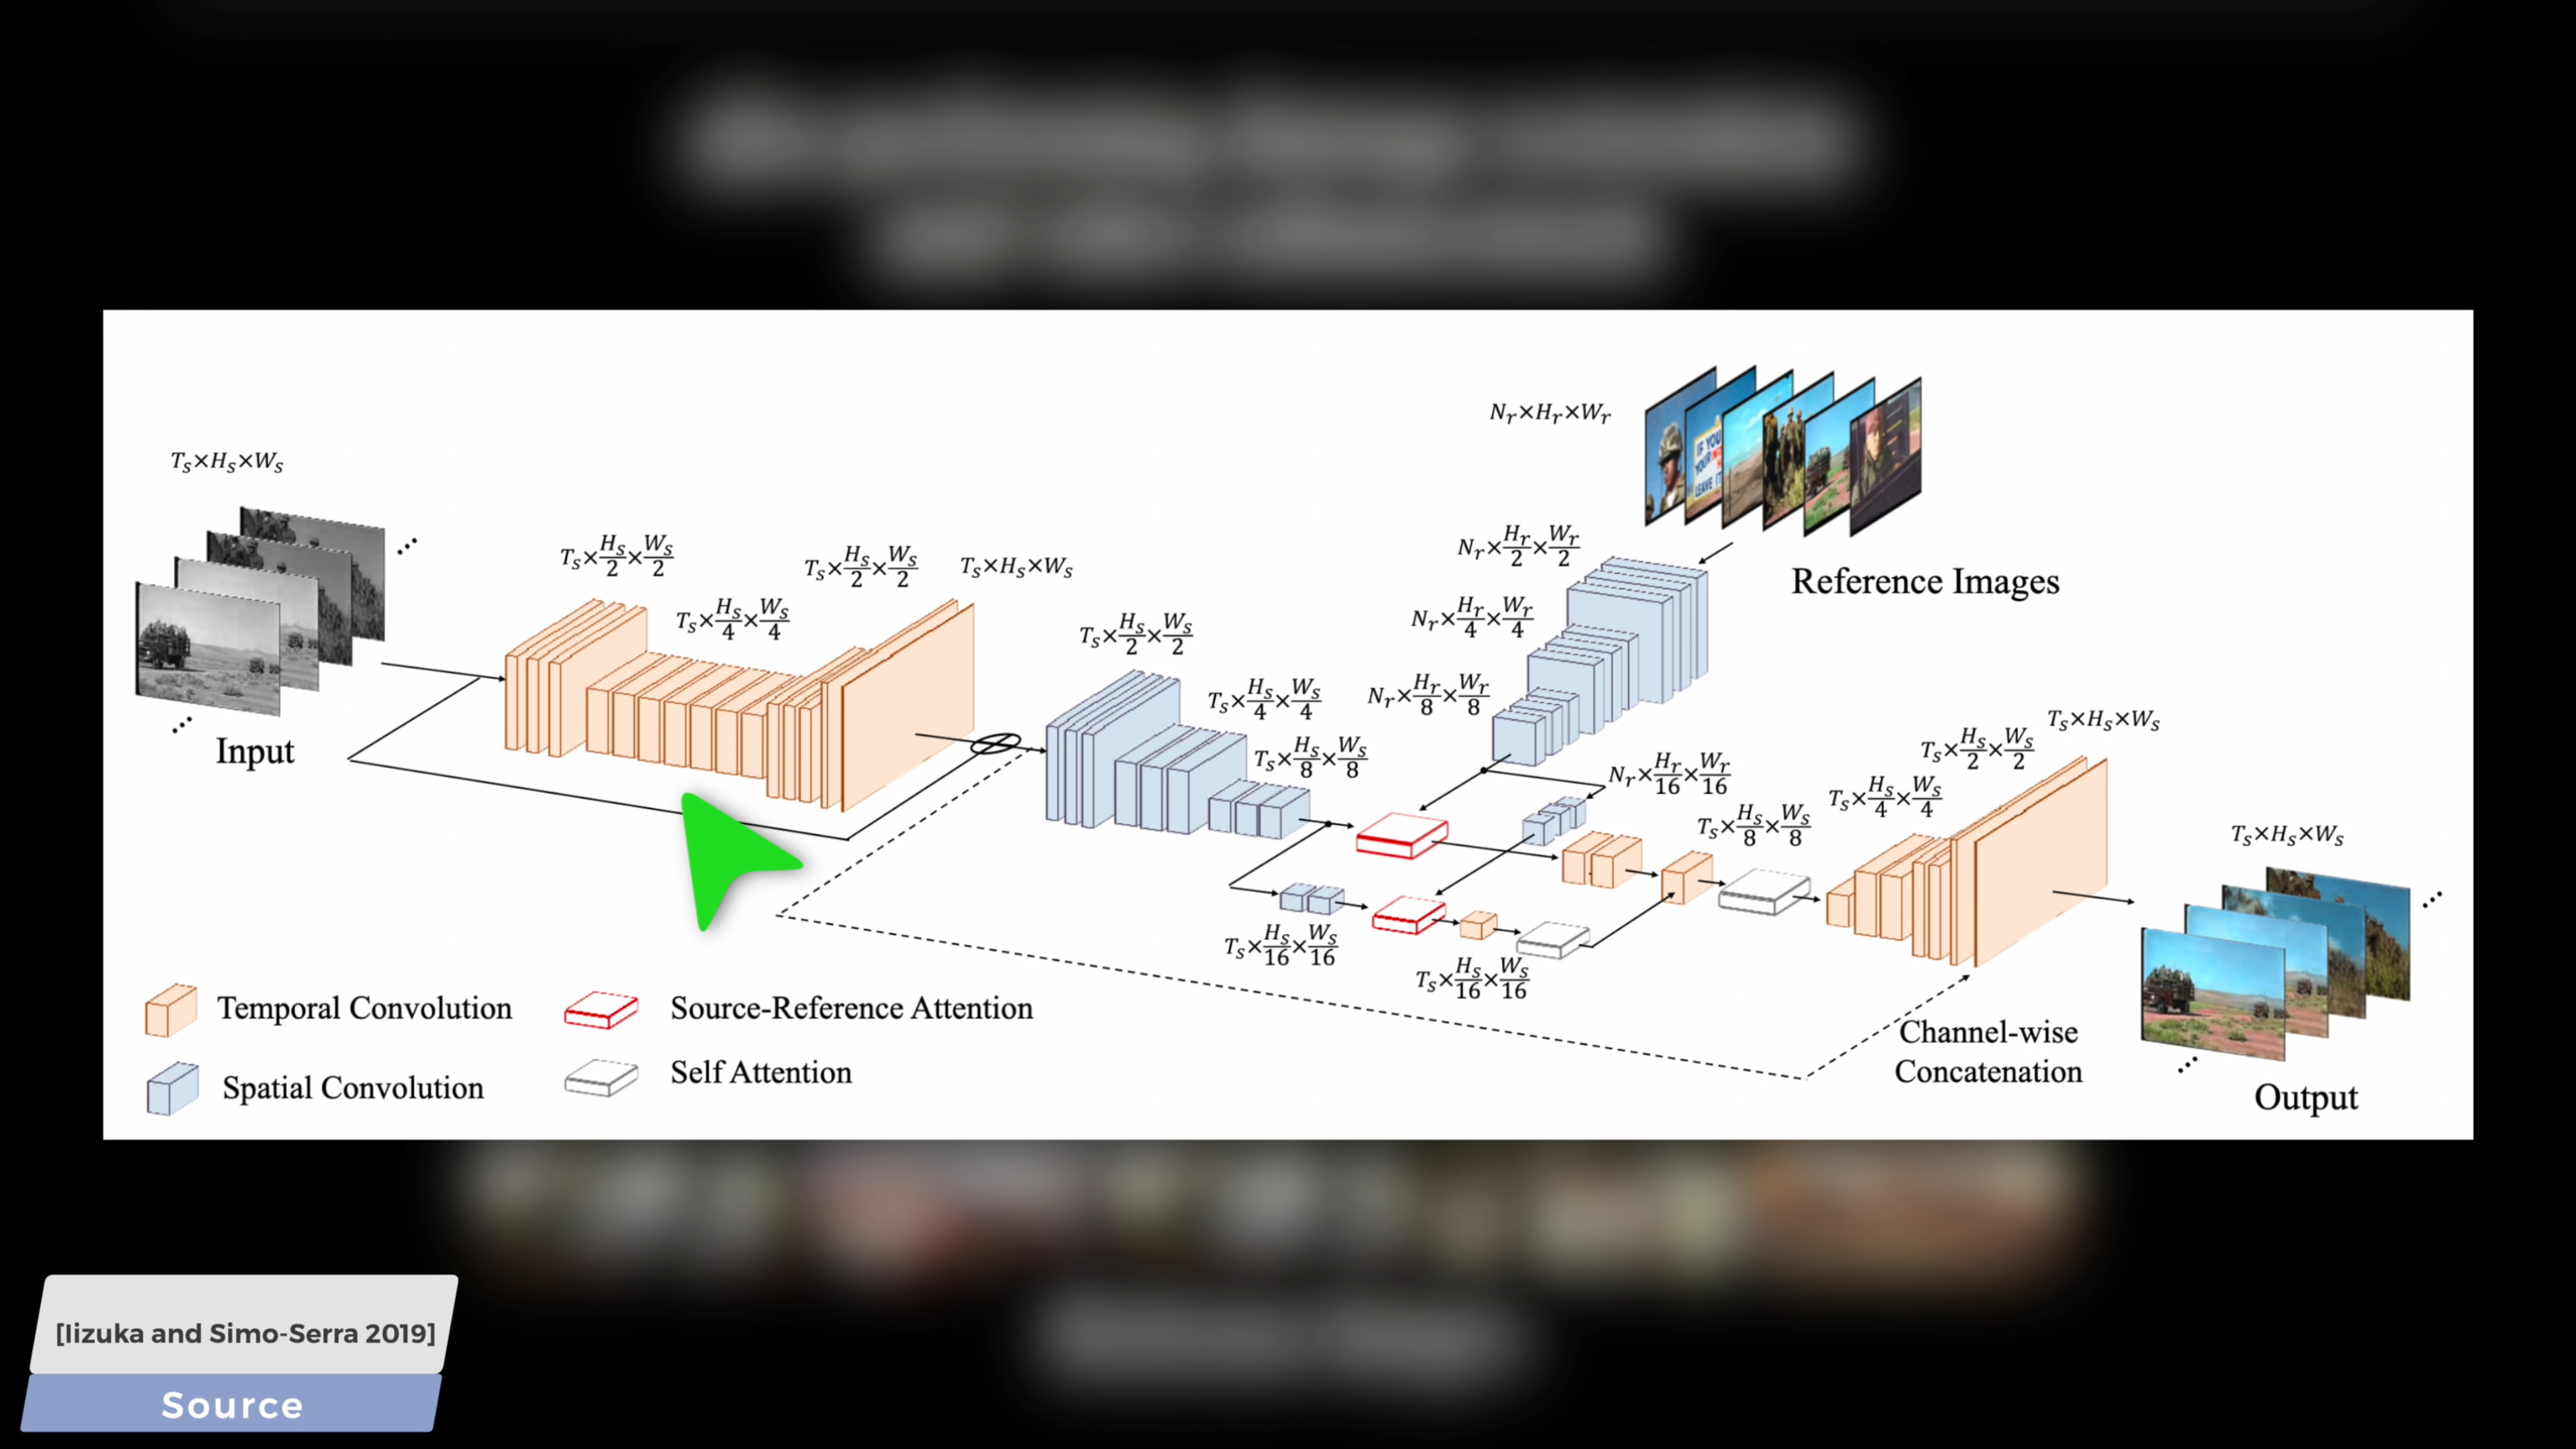 N_r×H_r×W_r
T_s×H_s×W_s
IF YOU
YOUR
LEAVE IT
T_s×H_s/2×W_s/2
T_s×H_s/4×W_s/4
T_s×H_s/2×W_s/2
T_s×H_s×W_s
N_r×H_r/2×W_r/2
Reference Images
N_r×H_r/4×W_r/4
T_s×H_s/2×W_s/2
N_r×H_r/8×W_r/8
T_s×H_s/4×W_s/4
T_s×H_s/8×W_s/8
Input
N_r×H_r/16×W_r/16
T_s×H_s/8×W_s/8
T_s×H_s/4×W_s/4
T_s×H_s/2×W_s/2
T_s×H_s×W_s
T_s×H_s×W_s
T_s×H_s/16×W_s/16
T_s×H_s/16×W_s/16
Temporal Convolution
Source-Reference Attention
Spatial Convolution
Self Attention
Channel-wise
Concatenation
Output
[Iizuka and Simo-Serra 2019]
Source